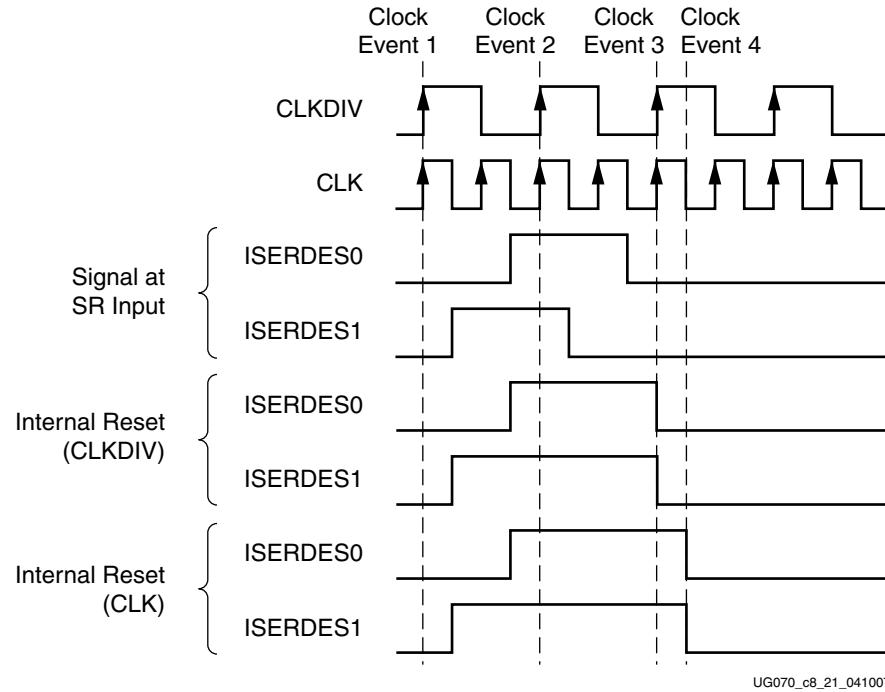 Clock Event 1
Clock Event 2
Clock Event 3
Clock Event 4
CLKDIV
CLK
Signal at
SR Input
ISERDES0
ISERDES1
Internal Reset
(CLKDIV)
ISERDES0
ISERDES1
Internal Reset
(CLK)
ISERDES0
ISERDES1
UG070_c8_21_041007